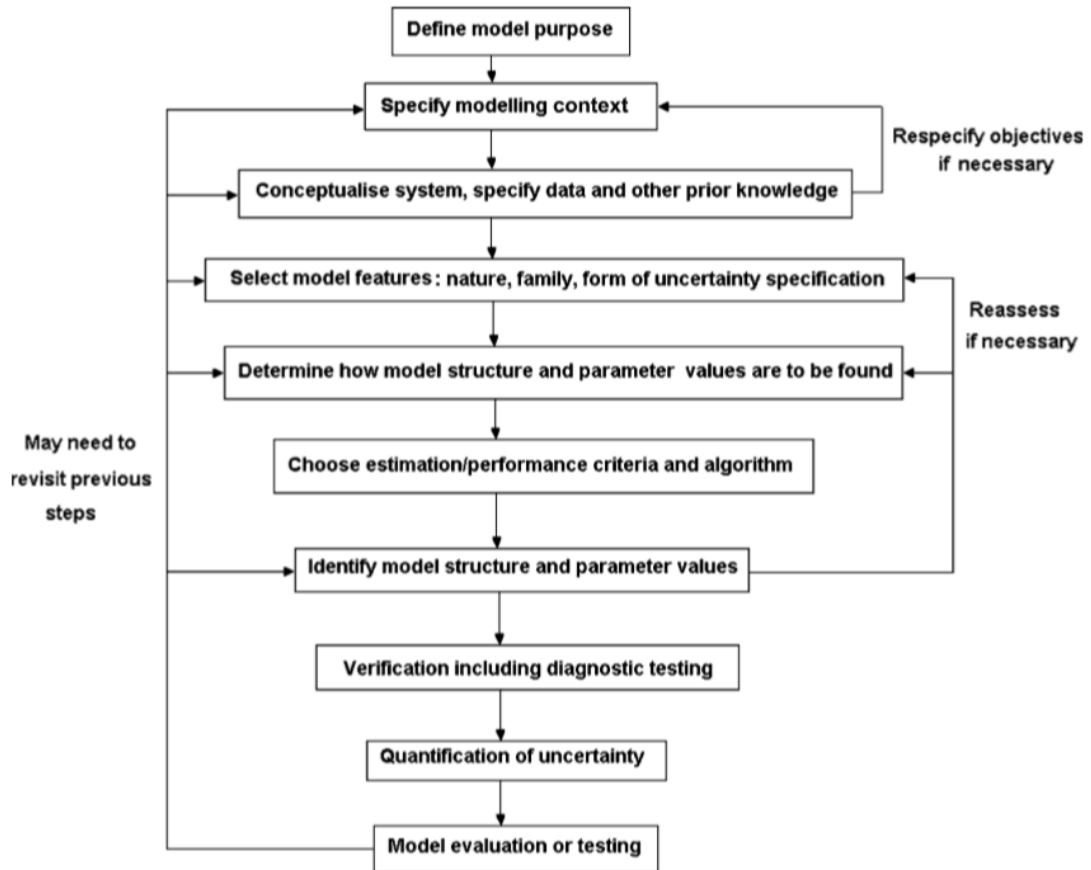 Define model purpose
Specify modelling context
Respecify objectives
if necessary
Conceptualise system, specify data and other prior knowledge
Select model features: nature, family, form of uncertainty specification
Reassess
if necessary
Determine how model structure and parameter values are to be found
May need to
revisit previous
steps
Choose estimation/performance criteria and algorithm
Identify model structure and parameter values
Verification including diagnostic testing
Quantification of uncertainty
Model evaluation or testing